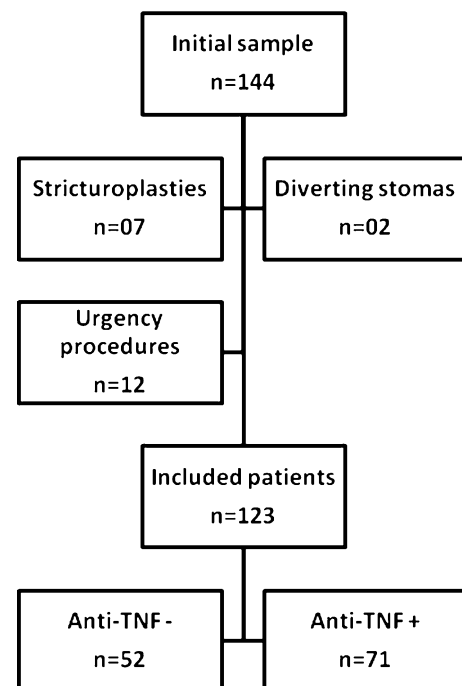 Initial sample
n=144
Stricturoplasties
n=07
Diverting stomas
n=02
Urgency
procedures
n=12
Included patients
n=123
Anti-TNF -
n=52
Anti-TNF +
n=71